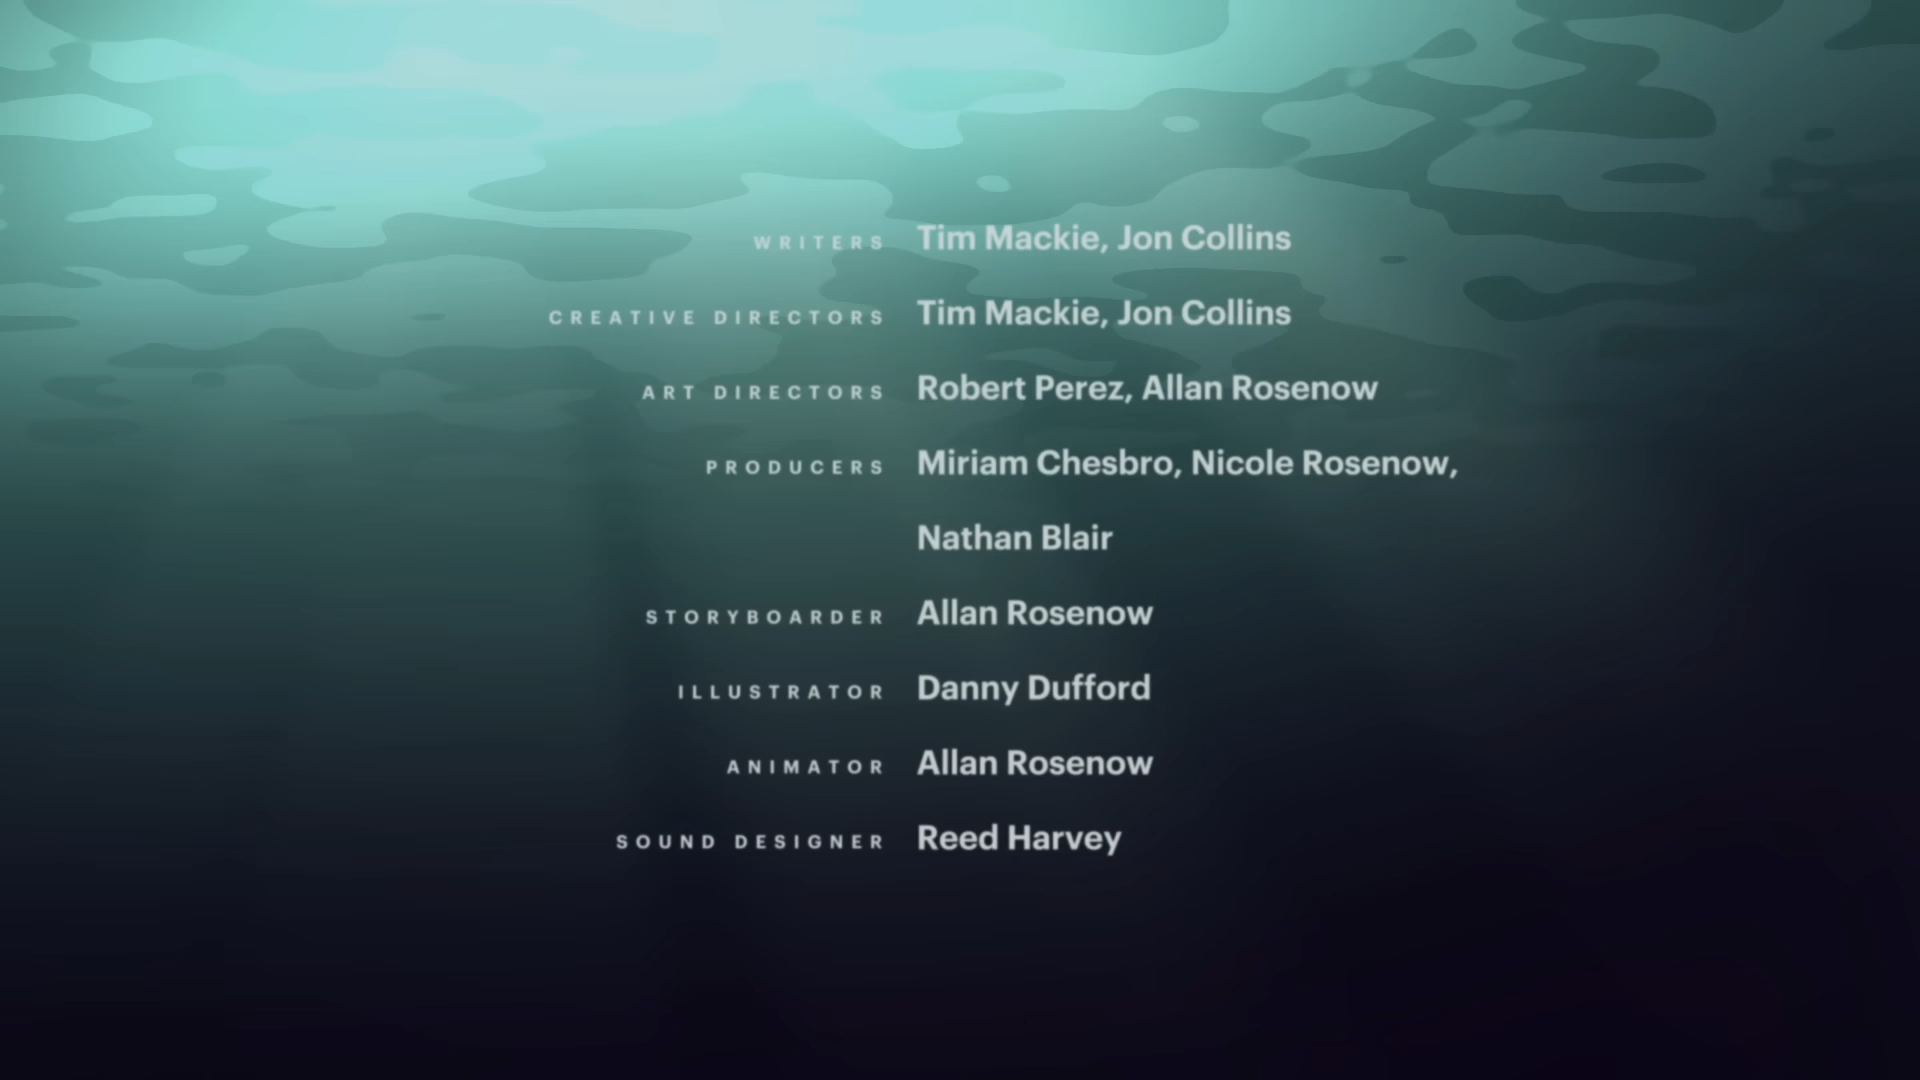 WRITERS Tim Mackie, Jon Collins
CREATIVE DIRECTORS Tim Mackie, Jon Collins
ART DIRECTORS Robert Perez, Allan Rosenow
PRODUCERS Miriam Chesbro, Nicole Rosenow,
Nathan Blair
STORYBOARDER Allan Rosenow
ILLUSTRATOR Danny Dufford
ANIMATOR Allan Rosenow
SOUND DESIGNER Reed Harvey